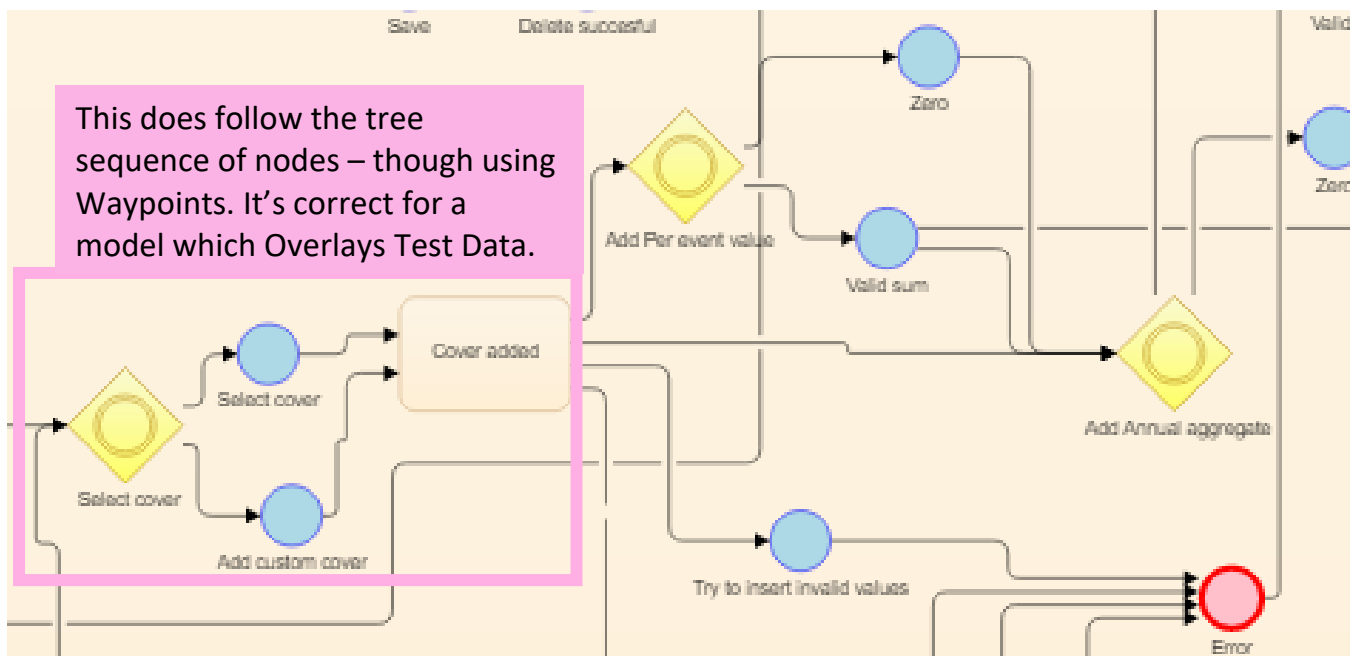 Save
Delete succesful
Valid
Zero
This does follow the tree
sequence of nodes – though using
Waypoints. It’s correct for a
model which Overlays Test Data.
Zero
Add Per event value
Valid sum
Cover added
Select cover
Add Annual aggregate
Select cover
Add custom cover
Try to insert invalid values
Error